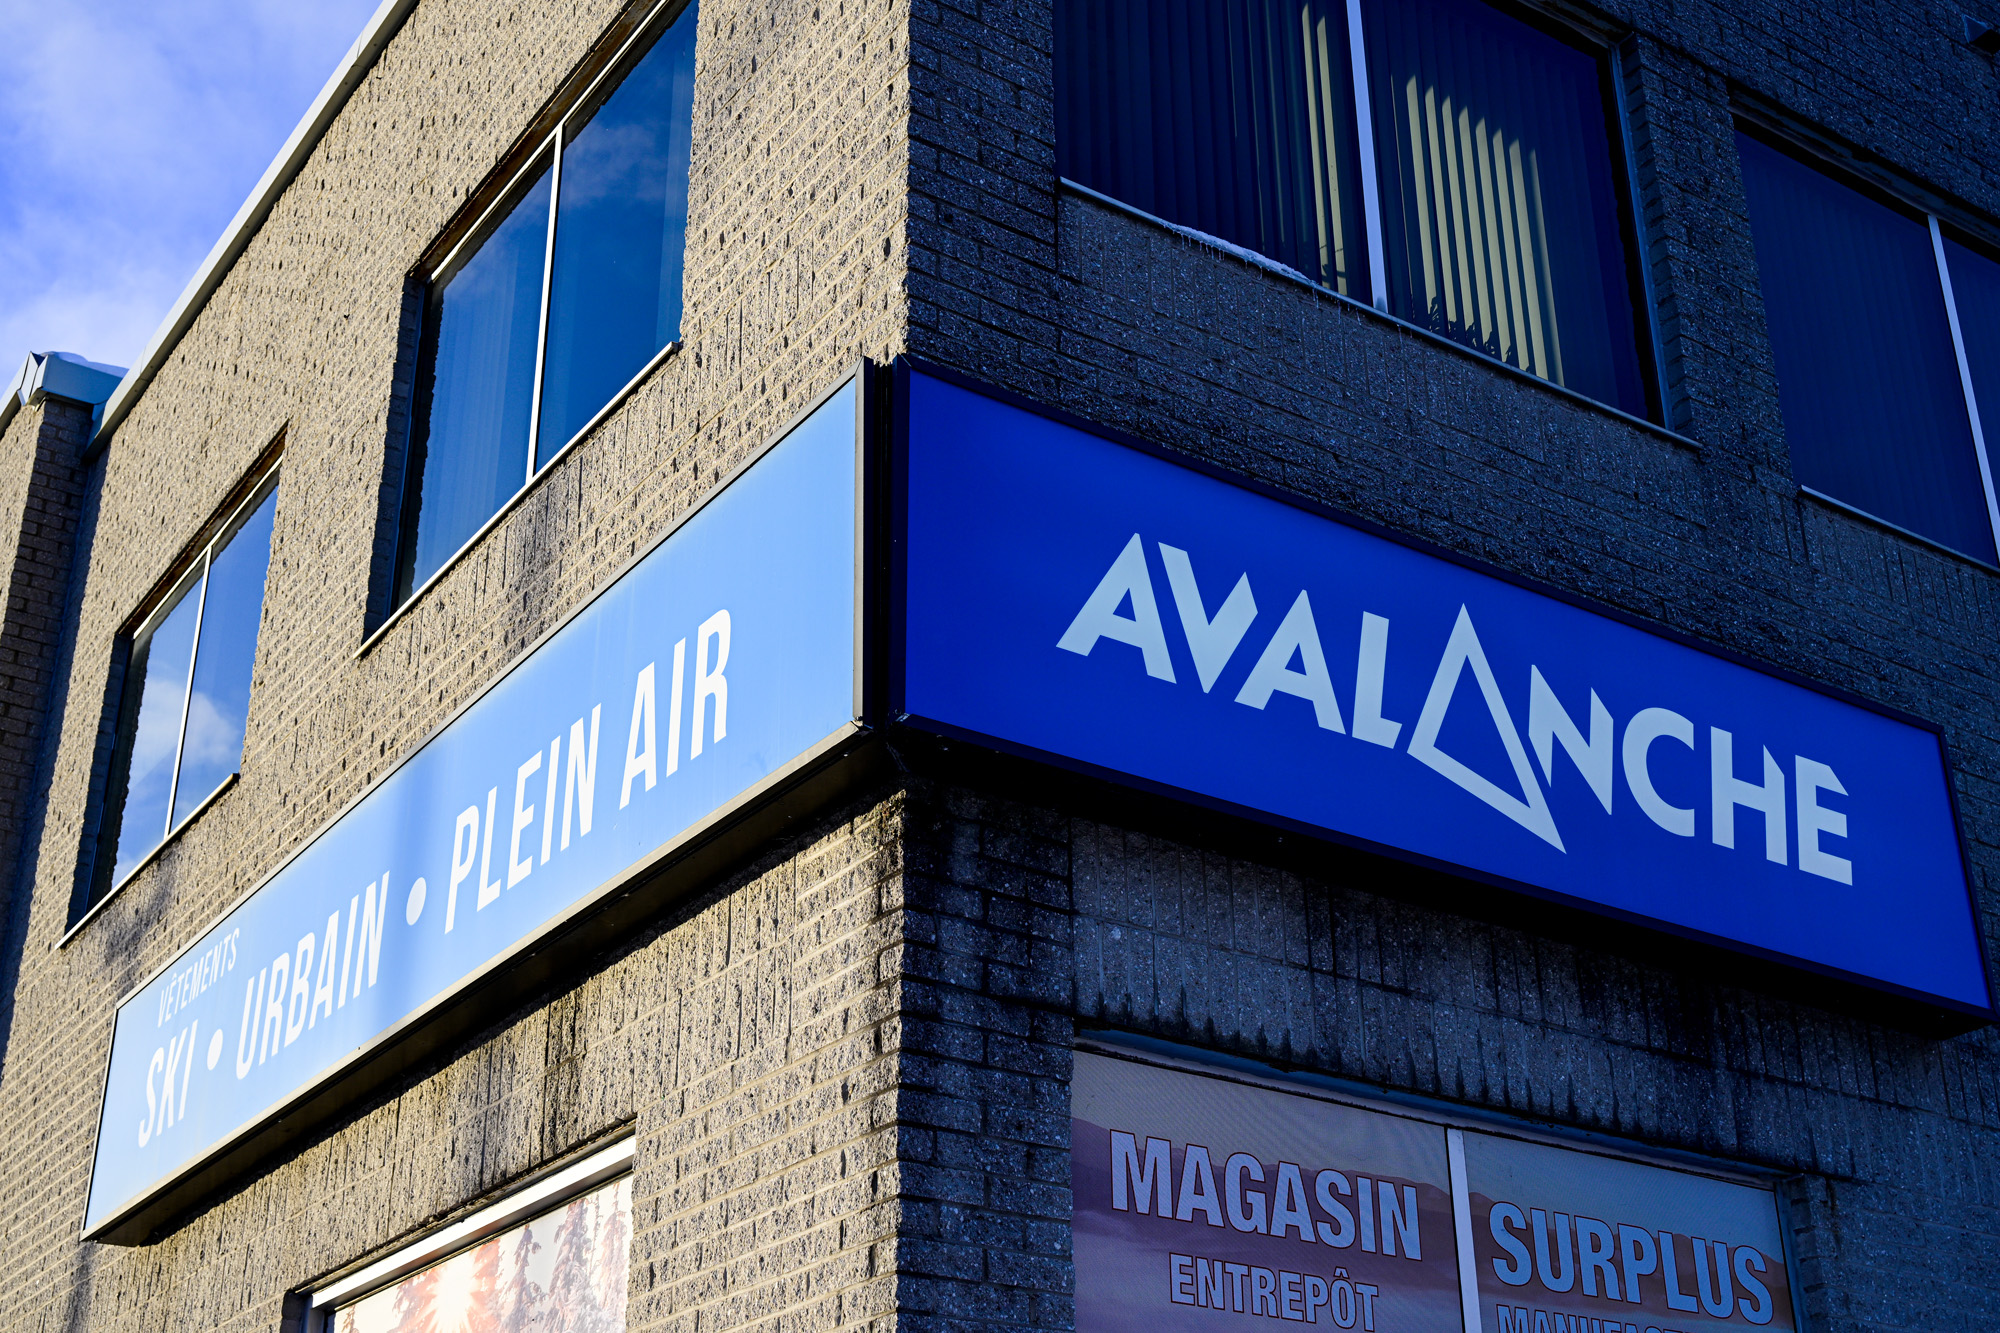 VÊTEMENTS
SKI • URBAIN • PLEIN AIR
AVALANCHE
MAGASIN
ENTREPÔT
SURPLUS